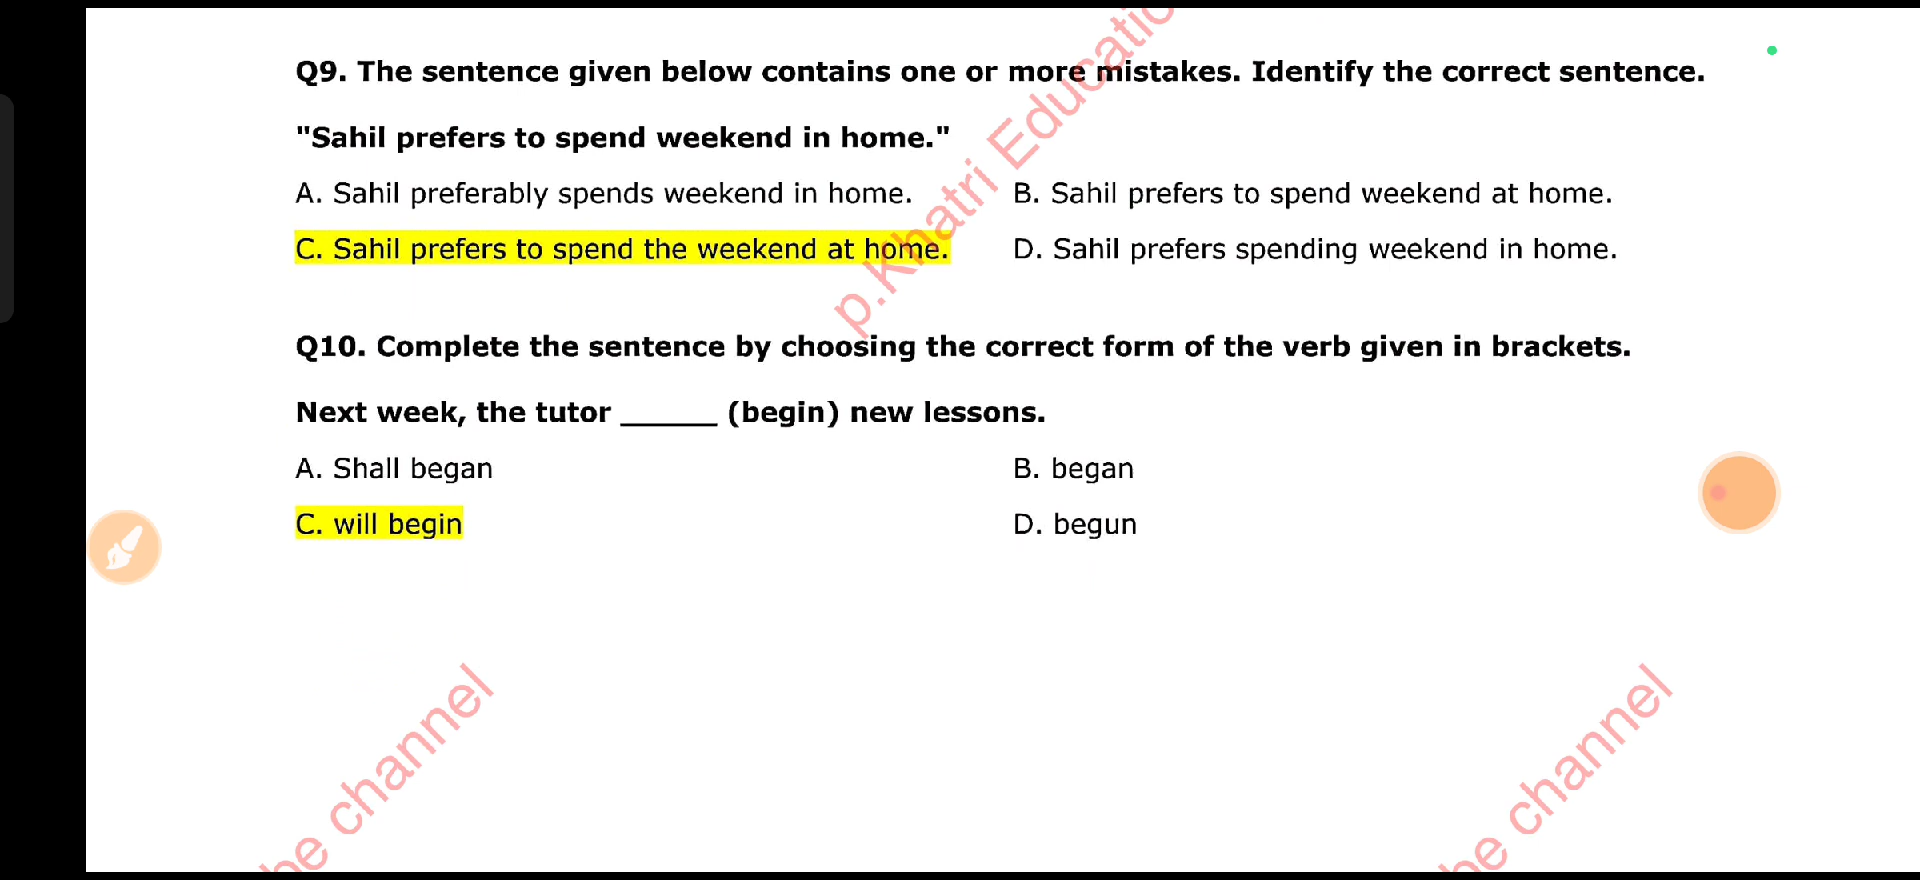 Q9. The sentence given below contains one or more mistakes. Identify the correct sentence.
"Sahil prefers to spend weekend in home."
A. Sahil preferably spends weekend in home. B. Sahil prefers to spend weekend at home.
C. Sahil prefers to spend the weekend at home. D. Sahil prefers spending weekend in home.
p.Khatri Educatio
Q10. Complete the sentence by choosing the correct form of the verb given in brackets.
Next week, the tutor ______ (begin) new lessons.
A. Shall began B. began
C. will begin D. begun
be channel be channel